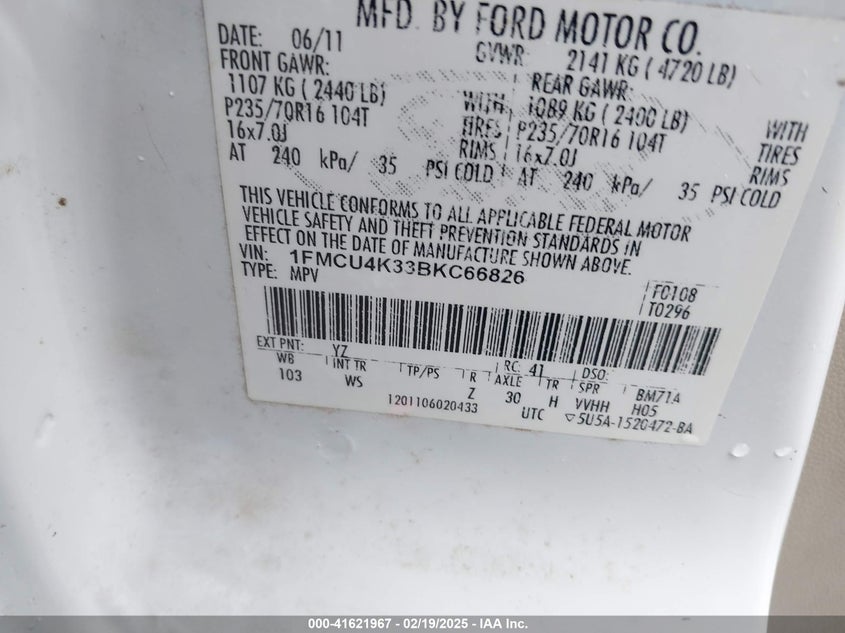 MFD. BY FORD MOTOR CO.
DATE: 06/11 GVWR: 2141 KG ( 4720 LB)
FRONT GAWR: REAR GAWR:
1107 KG ( 2440 LB) WITH 1089 KG ( 2400 LB) WITH
P235/70R16 104T TIRES P235/70R16 104T TIRES
16x7.0J RIMS 16x7.0J RIMS
AT 240 kPa/ 35 PSI COLD AT 240 kPa/ 35 PSI COLD
THIS VEHICLE CONFORMS TO ALL APPLICABLE FEDERAL MOTOR
VEHICLE SAFETY AND THEFT PREVENTION STANDARDS IN
EFFECT ON THE DATE OF MANUFACTURE SHOWN ABOVE.
VIN: 1FMCU4K33BKC66826
TYPE: MPV
F0108
T0296
EXT PNT: YZ RC: 41 DSO:
WB INT TR TP/PS R AXLE TR SPR BM71A
103 WS Z 30 H VVHH H05
1201106020433 UTC ▽5U5A-1520472-BA
000-41621967 - 02/19/2025 - IAA Inc.